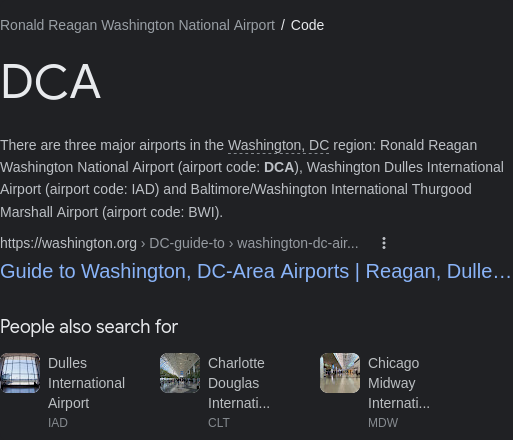 Ronald Reagan Washington National Airport / Code
DCA
There are three major airports in the Washington, DC region: Ronald Reagan
Washington National Airport (airport code: DCA), Washington Dulles International
Airport (airport code: IAD) and Baltimore/Washington International Thurgood
Marshall Airport (airport code: BWI).
https://washington.org › DC-guide-to › washington-dc-air...
Guide to Washington, DC-Area Airports | Reagan, Dulle...
People also search for
Dulles
International
Airport
IAD
Charlotte
Douglas
Internati...
CLT
Chicago
Midway
Internati...
MDW